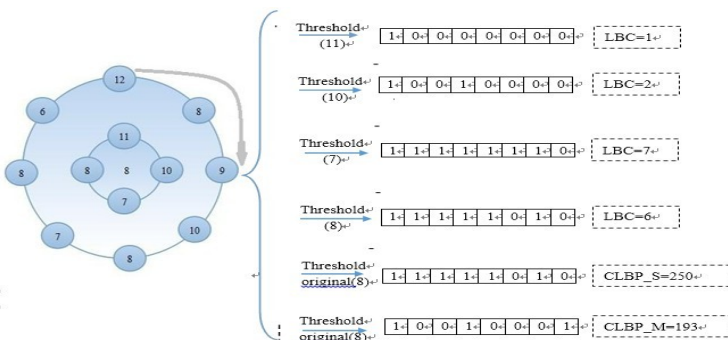 12
6
8
11
8
8
10
9
8
7
7
10
8
Threshold
(11)
1 0 0 0 0 0 0 0
LBC=1
Threshold
(10)
1 0 0 1 0 0 0 0
LBC=2
Threshold
(7)
1 1 1 1 1 1 1 0
LBC=7
Threshold
(8)
1 1 1 1 1 0 1 0
LBC=6
Threshold
original(8)
1 1 1 1 1 0 1 0
CLBP_S=250
Threshold
original(8)
1 0 0 1 0 0 0 1
CLBP_M=193